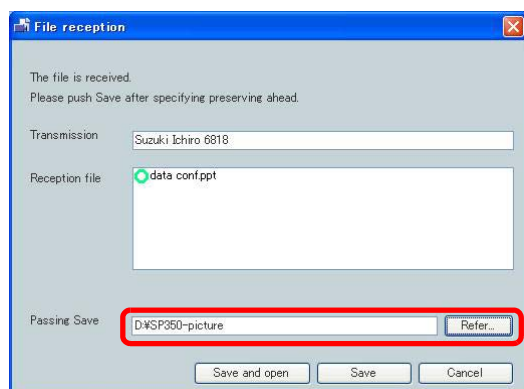 File reception
The file is received.
Please push Save after specifying preserving ahead.
Transmission
Suzuki Ichiro 6818
Reception file
data conf.ppt
Passing Save
D:¥SP350-picture
Refer...
Save and open
Save
Cancel